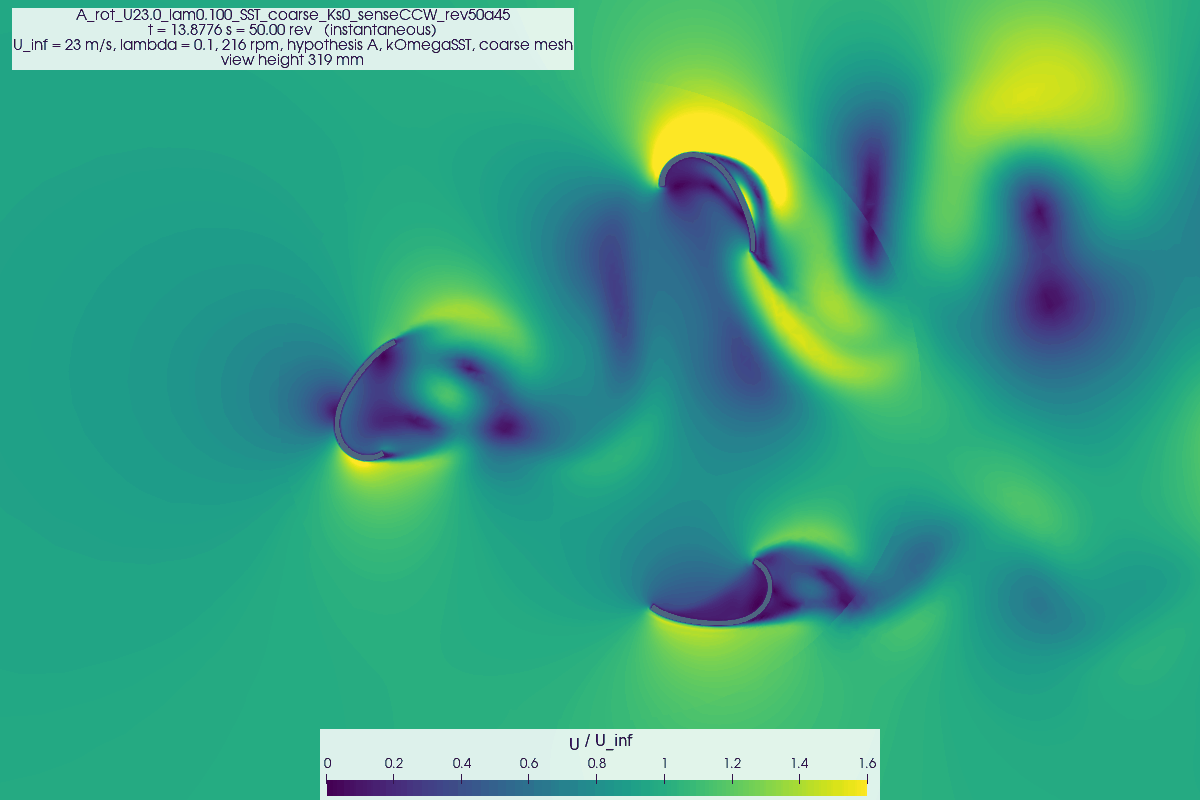 A_rot_U23.0_lam0.100_SST_coarse_Ks0_senseCCW_rev50a45
t = 13.8776 s = 50.00 rev (instantaneous)
U_inf = 23 m/s, lambda = 0.1, 216 rpm, hypothesis A, kOmegaSST, coarse mesh
view height 319 mm
U / U_inf
0 0.2 0.4 0.6 0.8 1 1.2 1.4 1.6